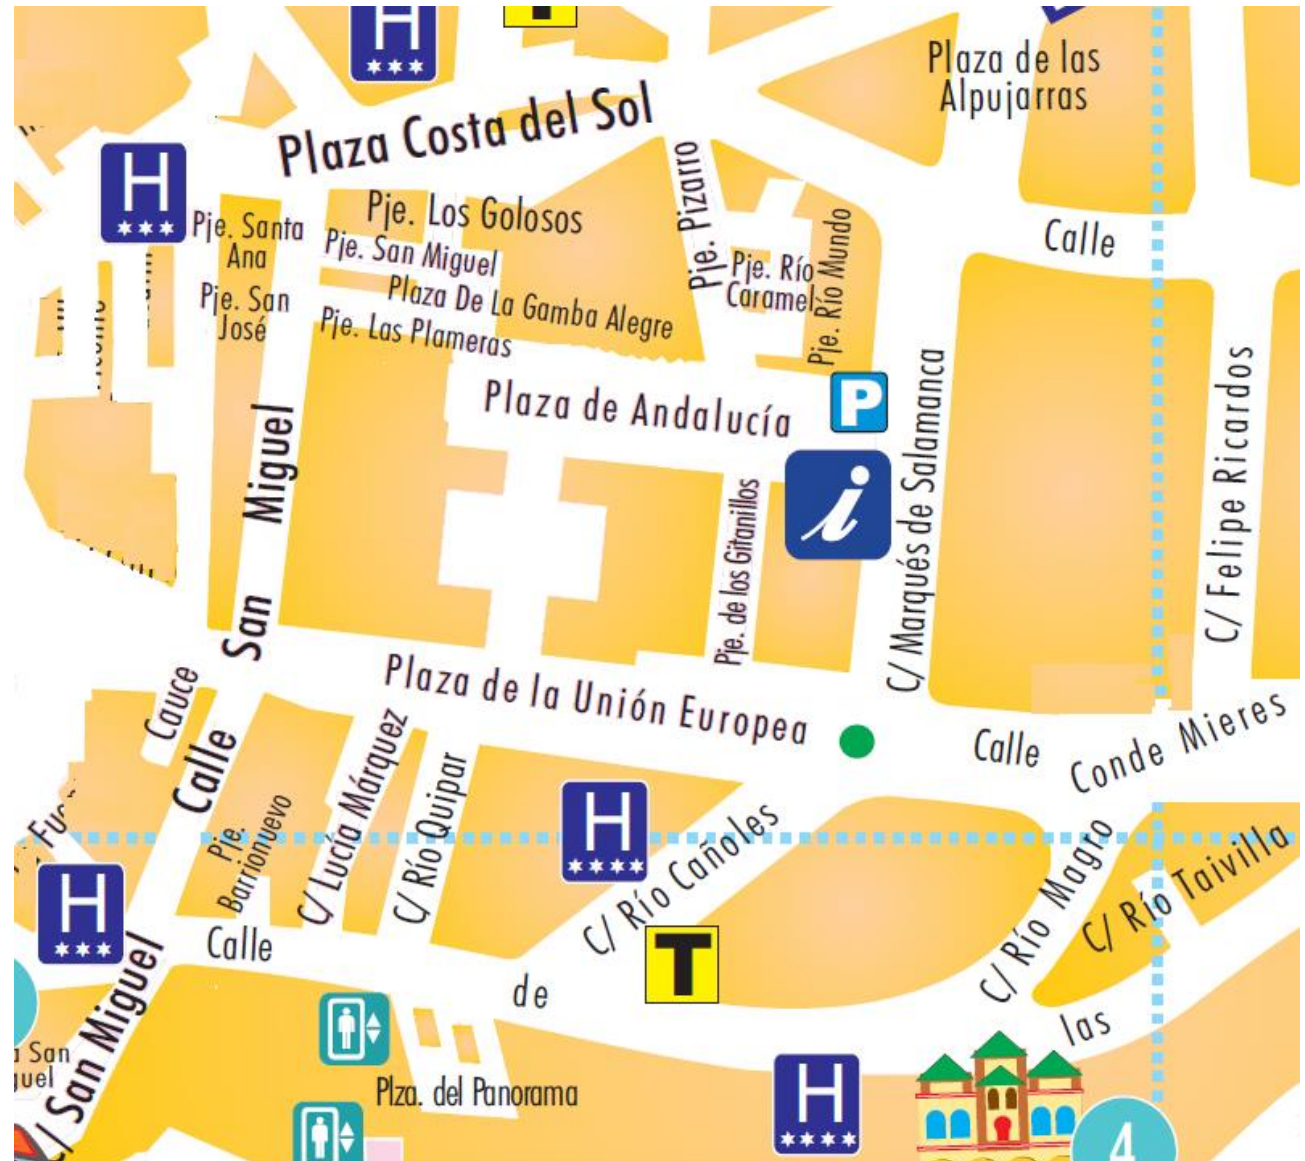 H
T
Plaza de las
Alpujarras
Plaza Costa del Sol
H
Pje. Pizarro
Pje. Los Golosos
Pje. Santa
Ana
Pje. San Miguel
Calle
Pje. Río
Caramel
Pje. Río Mundo
Pje. San
José
Plaza De La Gamba Alegre
Pje. Las Plameras
Plaza de Andalucía
P
i
C/ Marqués de Salamanca
C/ Felipe Ricardos
Calle San Miguel
Pje. de los Gitanillos
Plaza de la Unión Europea
Cauce
Calle
Conde Mieres
C/ Lucía Márquez
C/ Río Quipar
Pje.
Barrionuevo
H
C/ Río Cañoles
C/ Río Magro
C/ Río Taivilla
H
Calle
de
las
T
C/ San Miguel
San
Plza. del Panorama
H
4